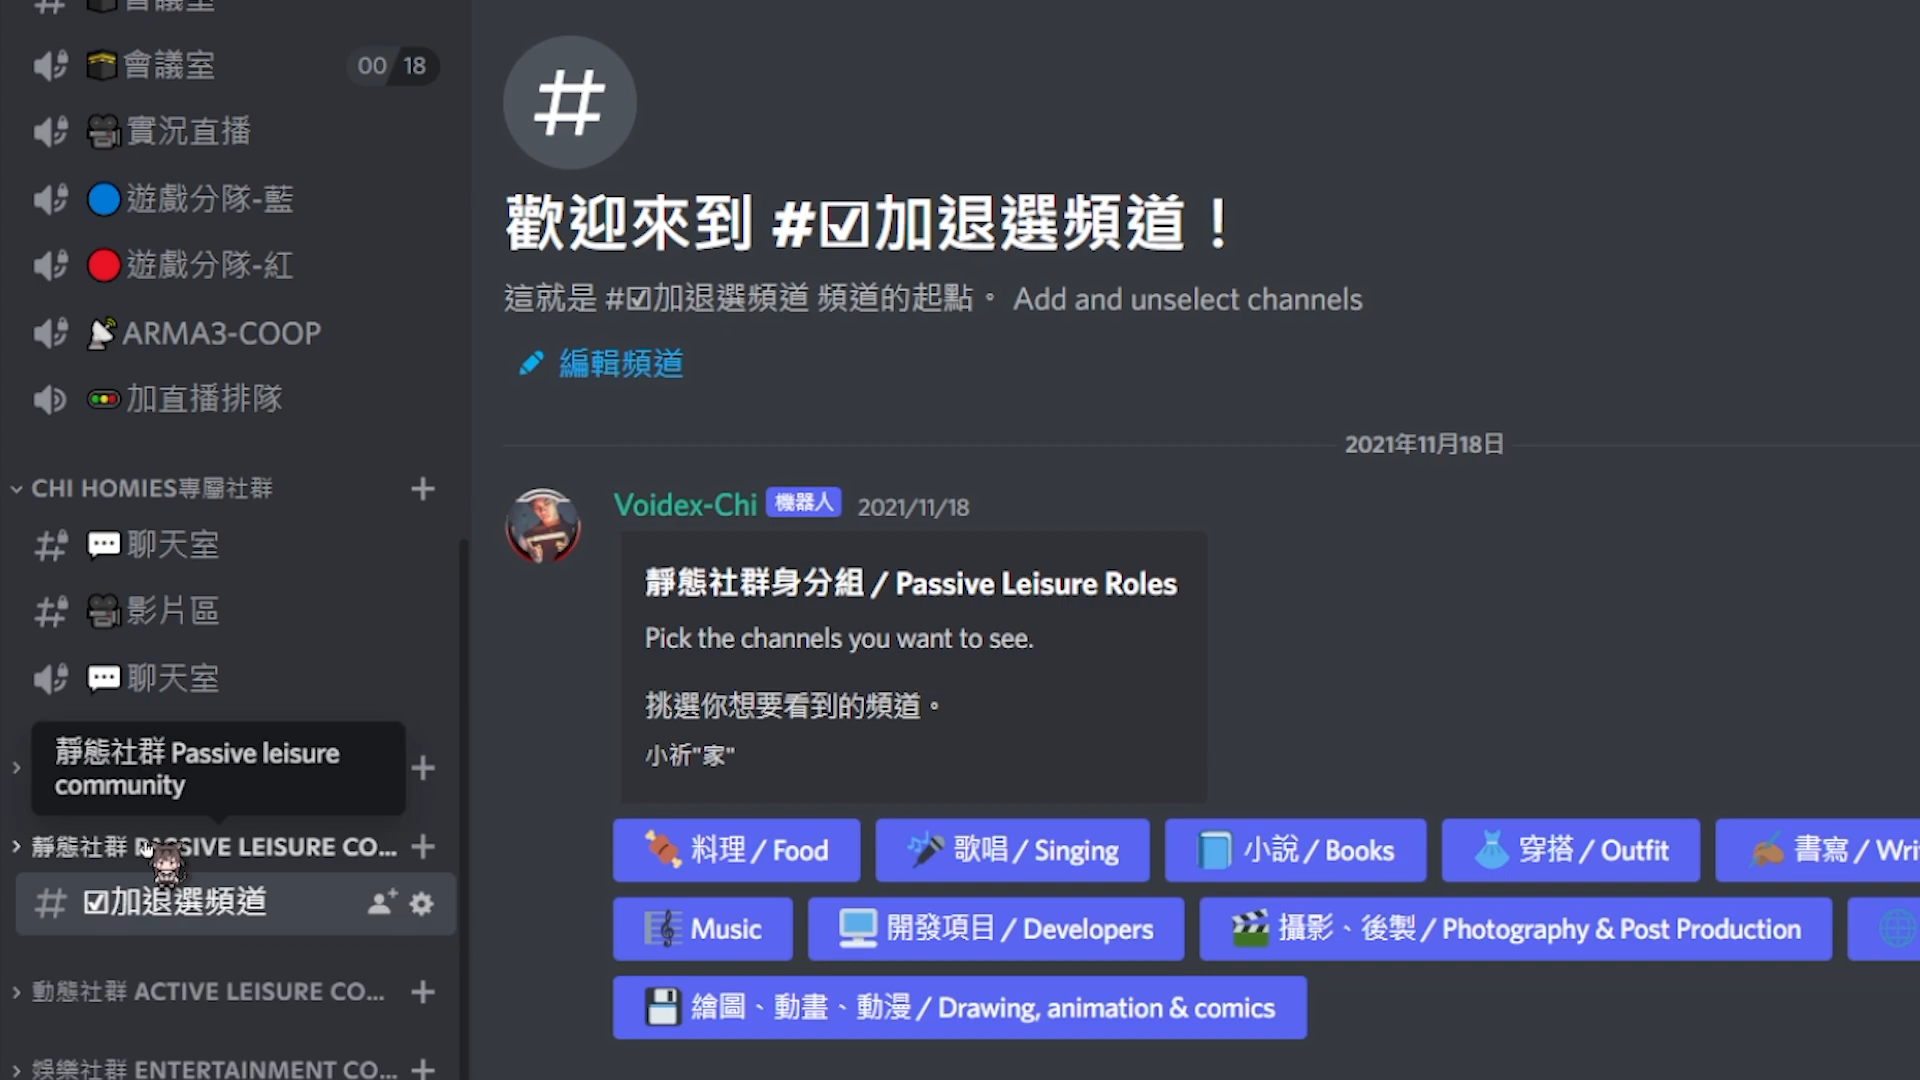 會議室
會議室 00 18
實況直播
遊戲分隊-藍
遊戲分隊-紅
ARMA3-COOP
加直播排隊
CHI HOMIES專屬社群
聊天室
影片區
聊天室
靜態社群 Passive leisure
community
靜態社群 PASSIVE LEISURE CO...
# ☑加退選頻道
動態社群 ACTIVE LEISURE CO...
娛樂社群 ENTERTAINMENT CO...
#
歡迎來到 #☑加退選頻道！
這就是 #☑加退選頻道 頻道的起點。 Add and unselect channels
編輯頻道
2021年11月18日
Voidex-Chi 機器人 2021/11/18
靜態社群身分組 / Passive Leisure Roles
Pick the channels you want to see.
挑選你想要看到的頻道。
小祈"家"
料理 / Food 歌唱 / Singing 小說 / Books 穿搭 / Outfit 書寫 / Wri
Music 開發項目 / Developers 攝影、後製 / Photography & Post Production
繪圖、動畫、動漫 / Drawing, animation & comics